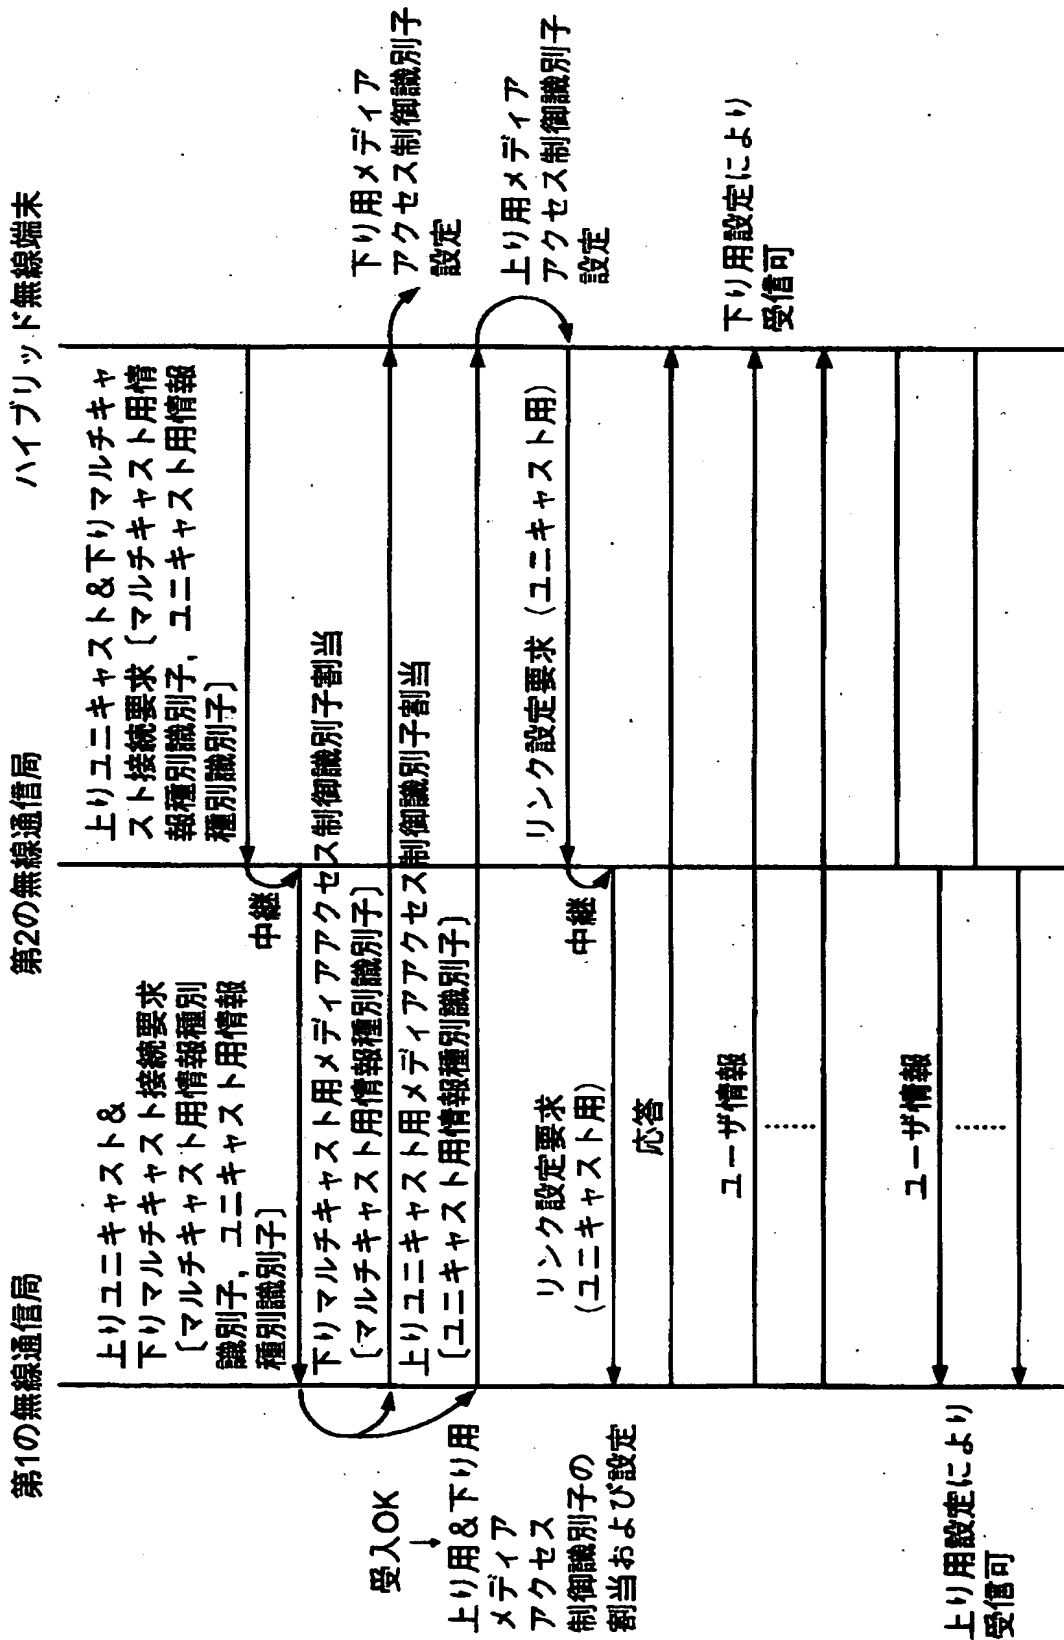 第1の無線通信局
第2の無線通信局
ハイブリッド無線端末
上りユニキャスト&下りマルチキャ
スト接続要求〔マルチキャスト用情
報種別識別子，ユニキャスト用情報
種別識別子〕
上りユニキャスト&
下りマルチキャスト接続要求
〔マルチキャスト用情報種別
識別子，ユニキャスト用情報
種別識別子〕
中継
受入OK
↓
上り用&下り用
メディア
アクセス
制御識別子の
割当および設定
下りマルチキャスト用メディアアクセス制御識別子割当
〔マルチキャスト用情報種別識別子〕
下り用メディア
アクセス制御識別子
設定
上りユニキャスト用メディアアクセス制御識別子割当
〔ユニキャスト用情報種別識別子〕
上り用メディア
アクセス制御識別子
設定
リンク設定要求（ユニキャスト用）
中継
リンク設定要求
（ユニキャスト用）
応答
ユーザ情報
………
下り用設定により
受信可
ユーザ情報
………
上り用設定により
受信可